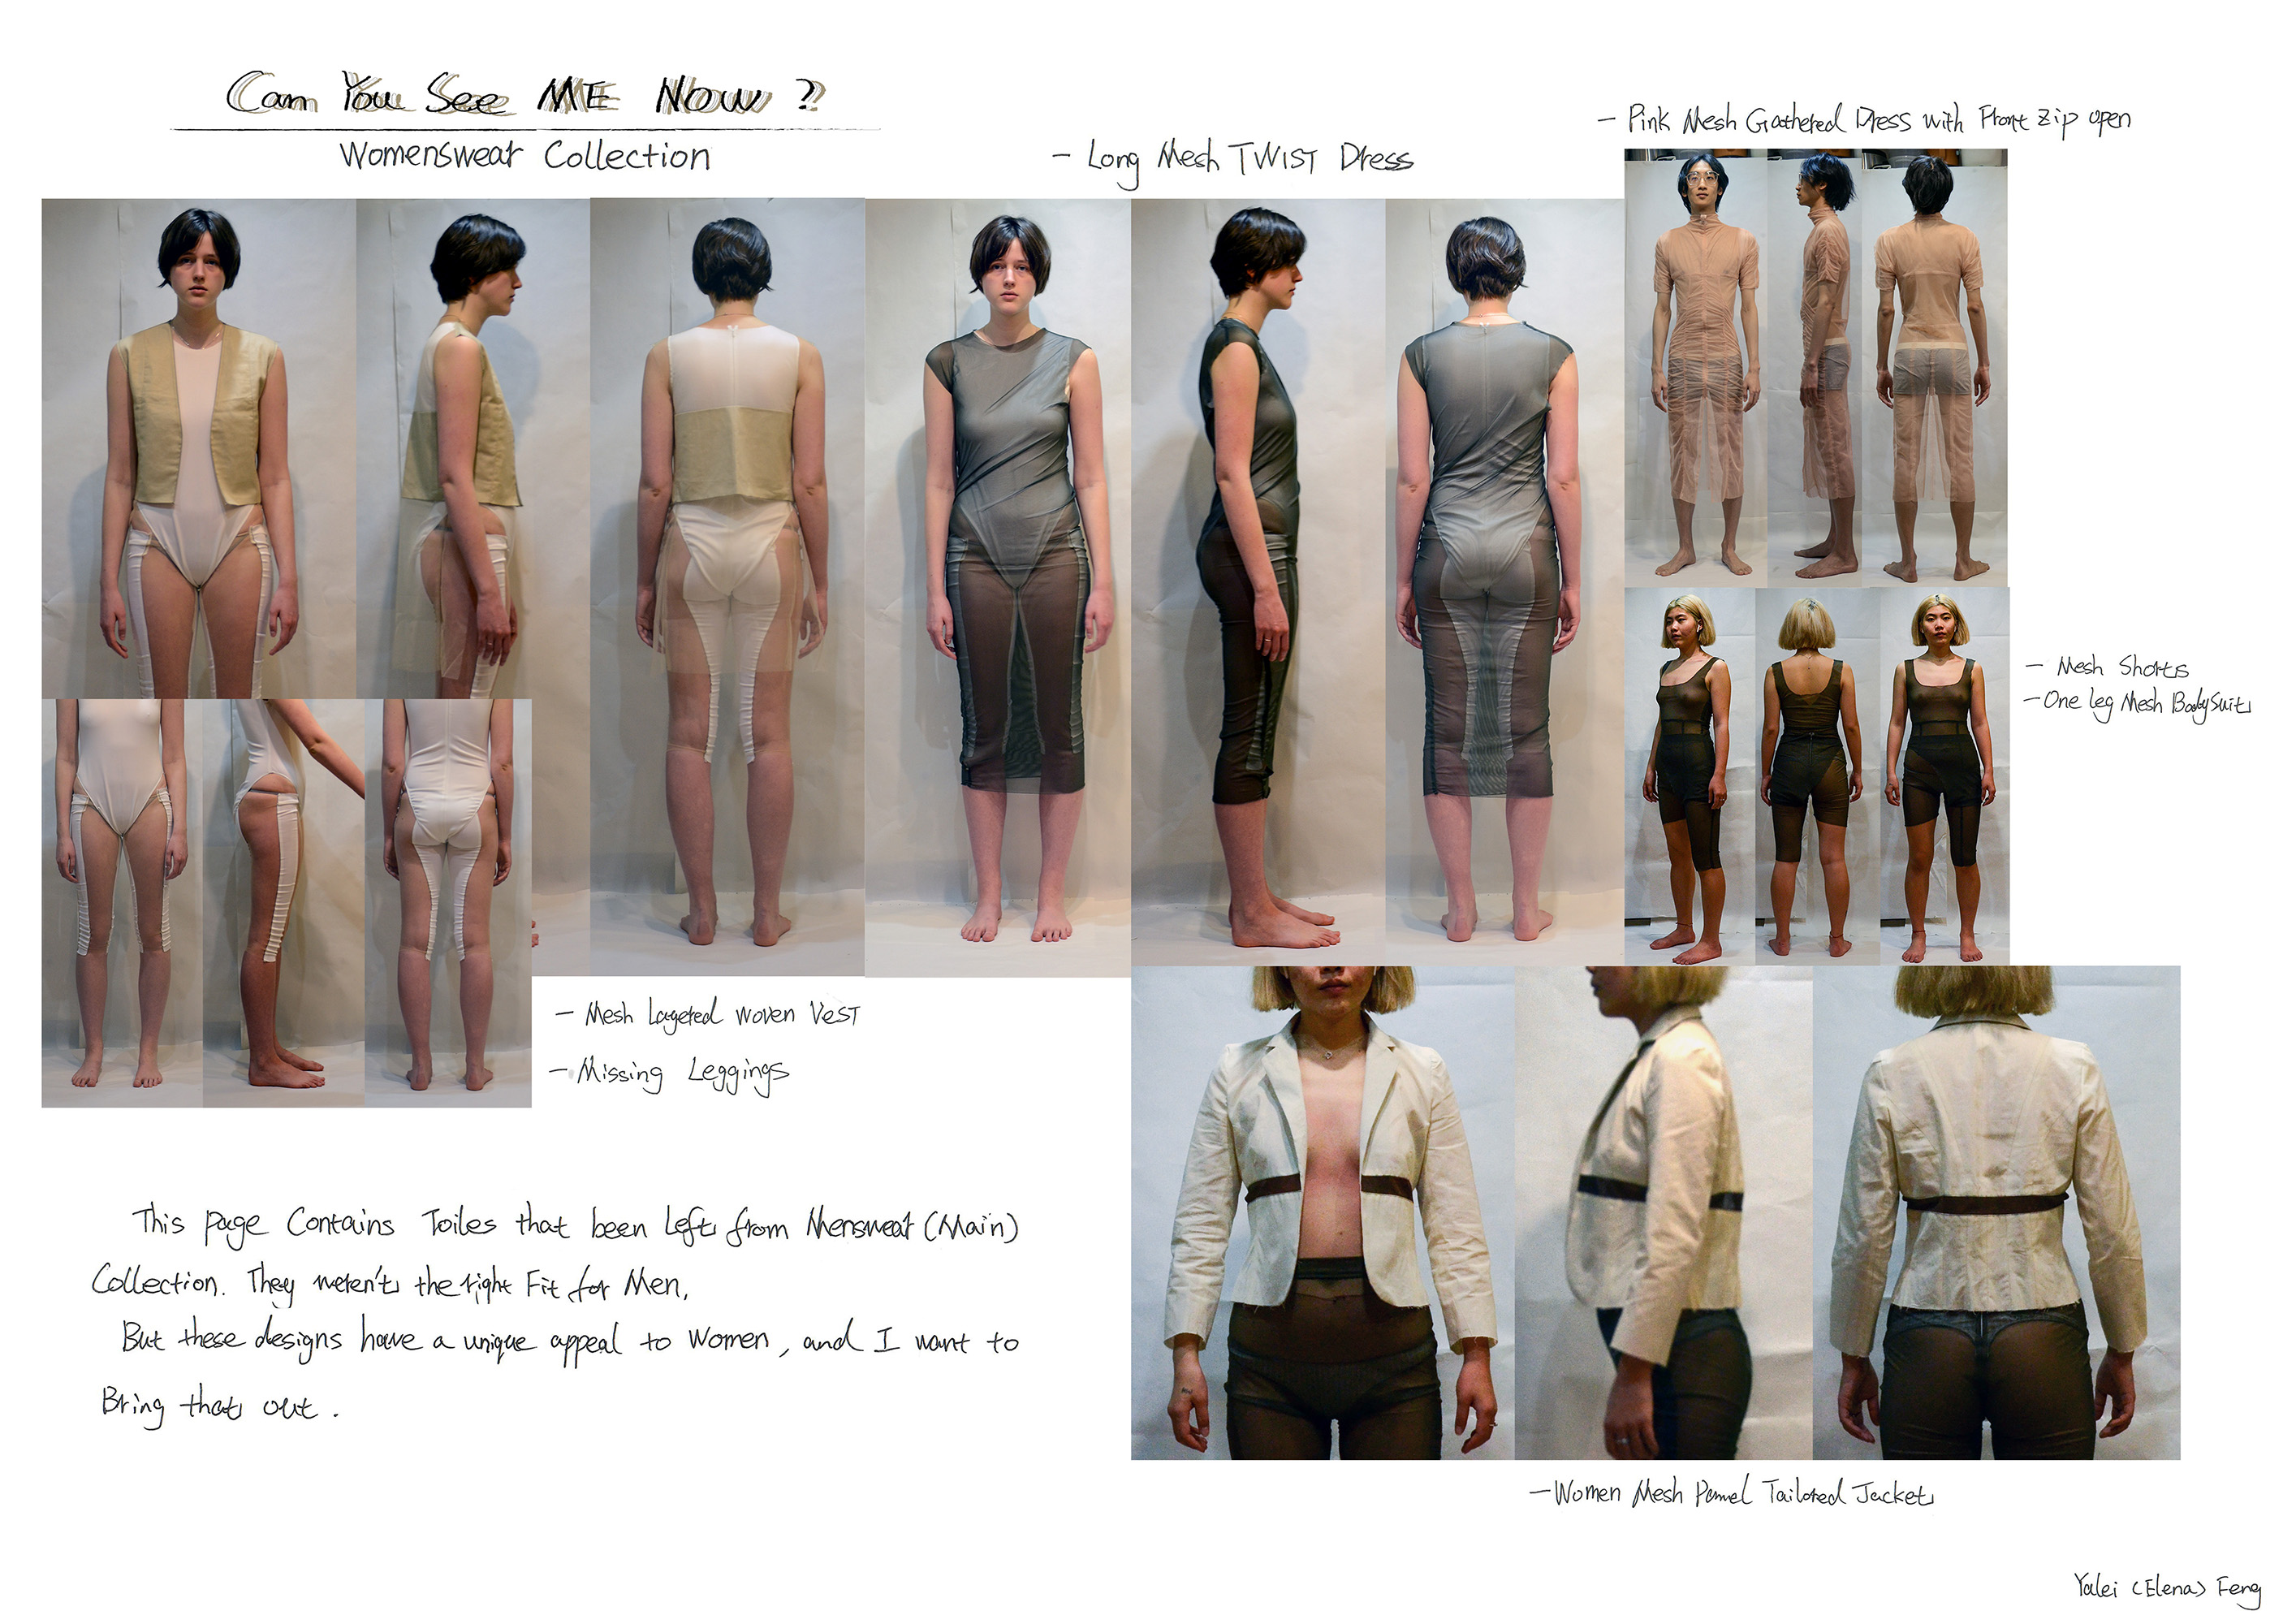 Can You See ME Now ?
Womenswear Collection
- Long Mesh TWIST Dress
- Pink Mesh Gathered Dress with Front Zip open
- Mesh Shorts
- One leg Mesh BodySuit
- Mesh Layered woven VesT
- Missing Leggings
This page Contains Toiles that been left from Menswear (Main)
Collection. They weren't the right Fit for Men,
But these designs have a unique appeal to Women, and I want to
Bring that out.
- Women Mesh Panel Tailored Jacket
Yalei (Elena) Feng